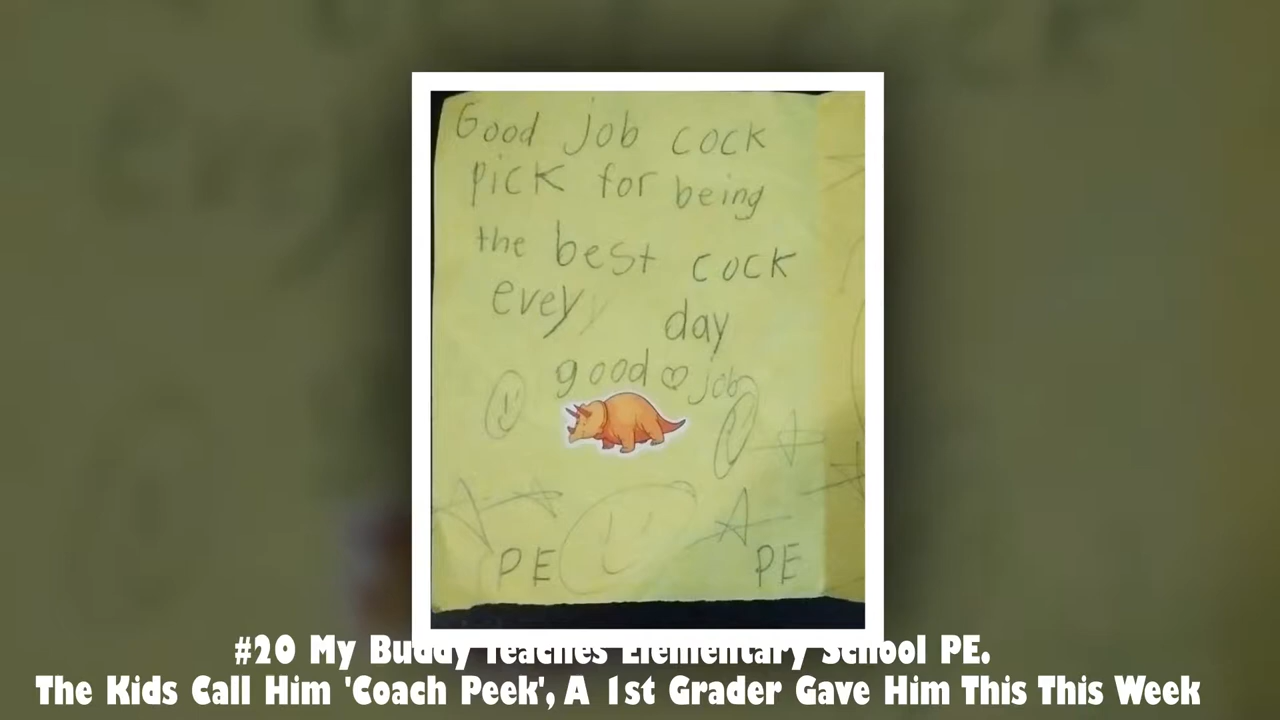 Good job cock
pick for being
the best cock
evey day
good job
PE
PE
#20 My Buddy Teaches Elementary School PE.
The Kids Call Him 'Coach Peek', A 1st Grader Gave Him This This Week